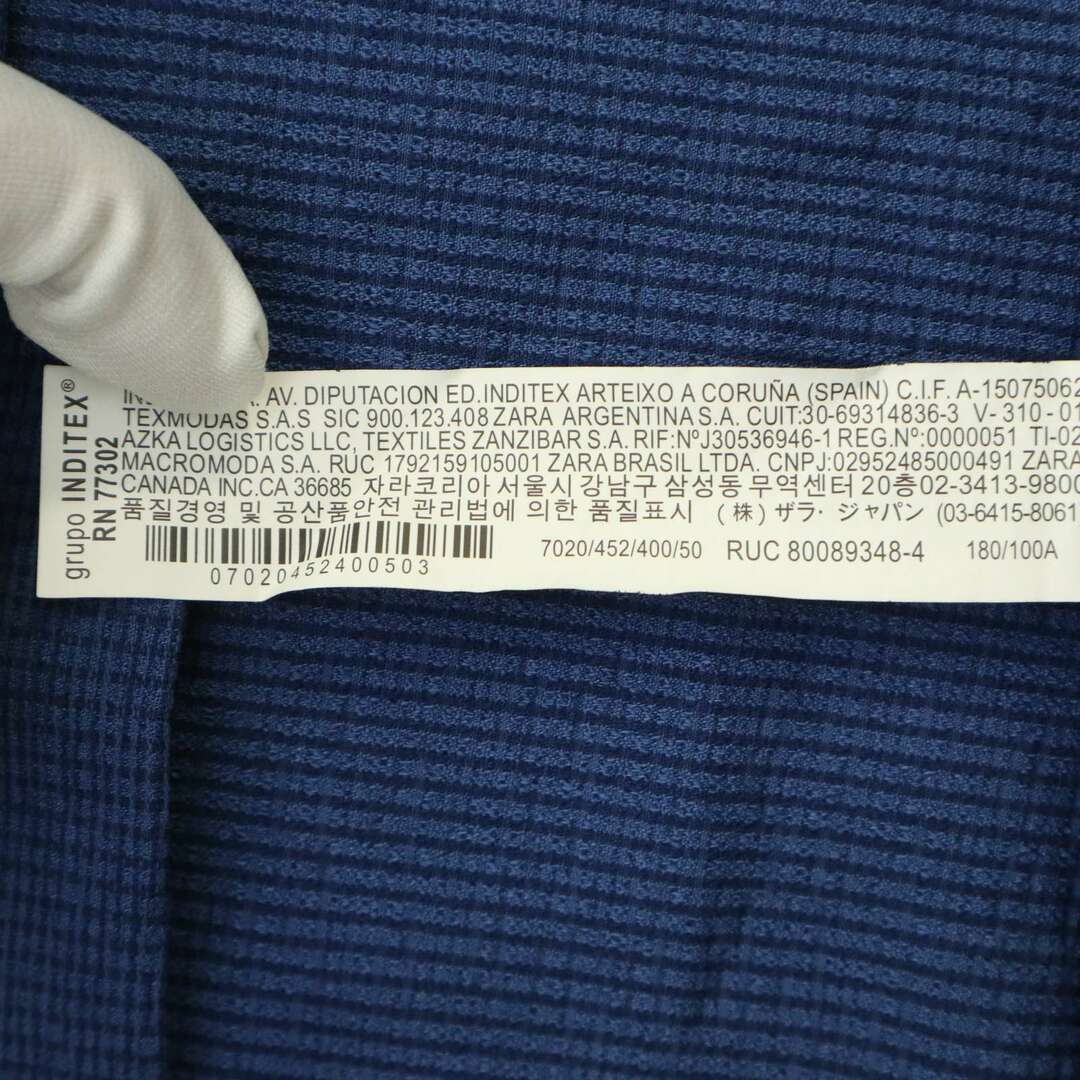 grupo INDITEX®
RN 77302
AV. DIPUTACION ED.INDITEX ARTEIXO A CORUÑA (SPAIN) C.I.F. A-15075062
TEXMODAS S.A.S SIC 900.123.408 ZARA ARGENTINA S.A. CUIT:30-69314836-3 V- 310 - 01
AZKA LOGISTICS LLC, TEXTILES ZANZIBAR S.A. RIF:NºJ30536946-1 REG.Nº:0000051 TI-02
MACROMODA S.A. RUC 1792159105001 ZARA BRASIL LTDA. CNPJ:02952485000491 ZARA
CANADA INC.CA 36685 자라코리아 서울시 강남구 삼성동 무역센터 20층02-3413-9800
품질경영 및 공산품안전 관리법에 의한 품질표시 (株) ザラ・ジャパン (03-6415-8061
7020/452/400/50 RUC 80089348-4 180/100A
07020452400503